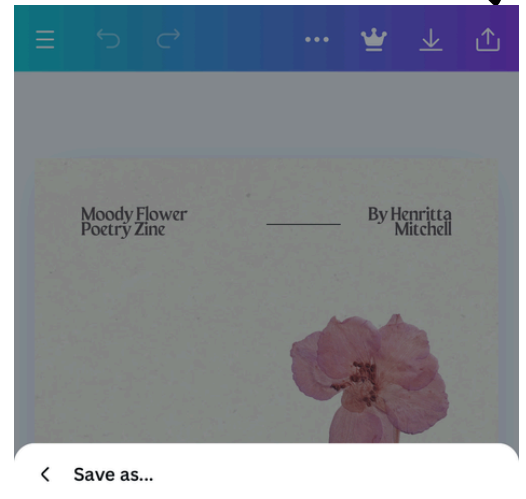 Moody Flower
Poetry Zine
By Henritta
Mitchell
Save as...